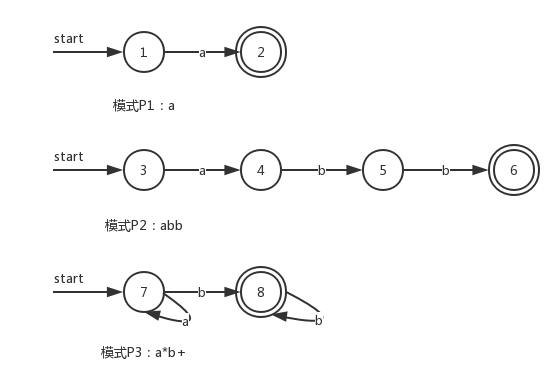 start
1 a 2
模式P1：a
start
3 a 4 b 5 b 6
模式P2：abb
start
7 b 8
a b
模式P3：a*b+